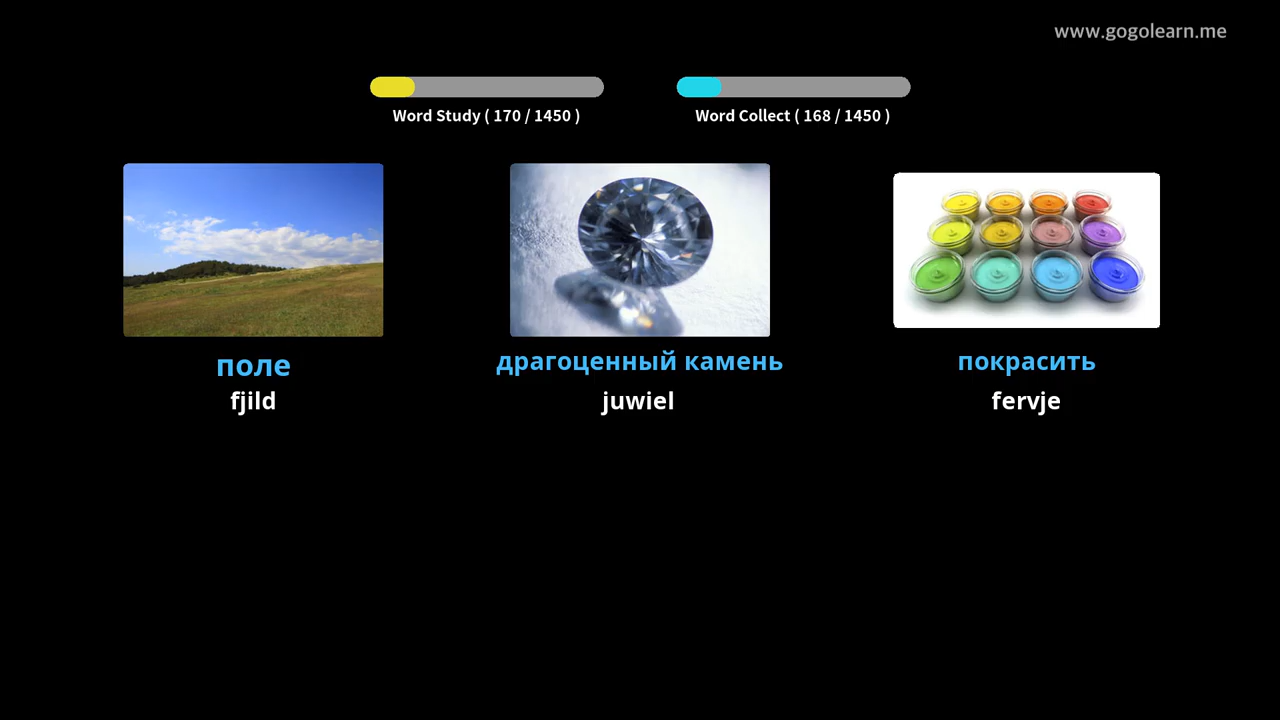 www.gogolearn.me
Word Study ( 170 / 1450 )
Word Collect ( 168 / 1450 )
поле
драгоценный камень
покрасить
fjild
juwiel
fervje